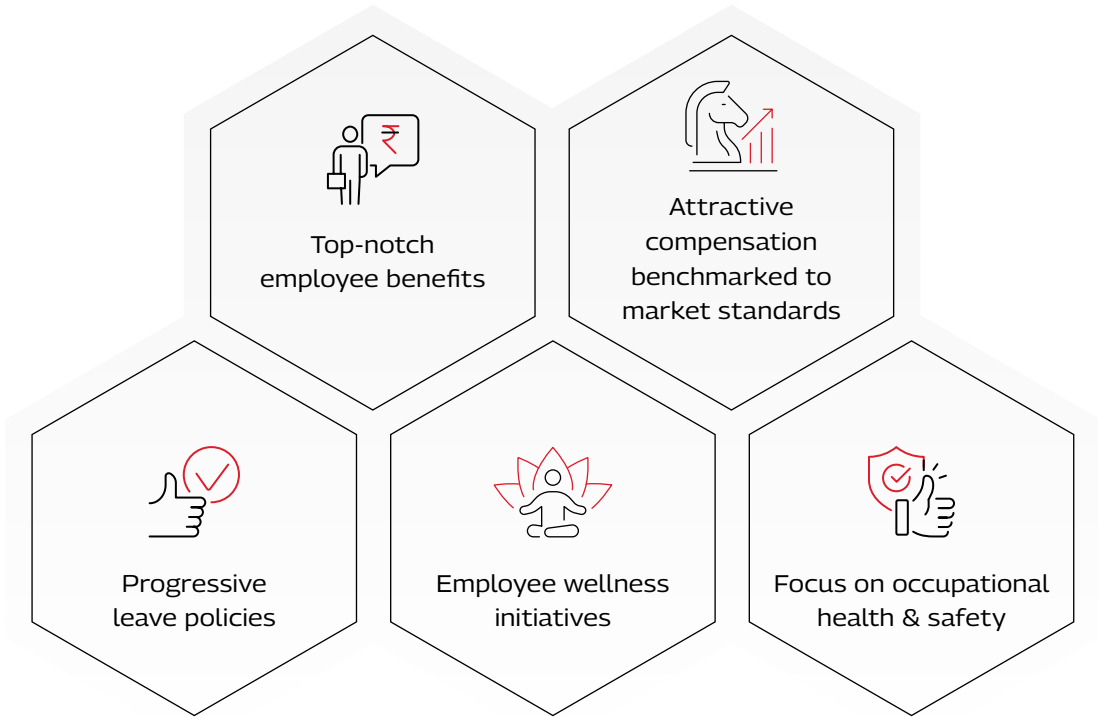 ₹
Top-notch
employee benefits
Attractive
compensation
benchmarked to
market standards
Progressive
leave policies
Employee wellness
initiatives
Focus on occupational
health & safety